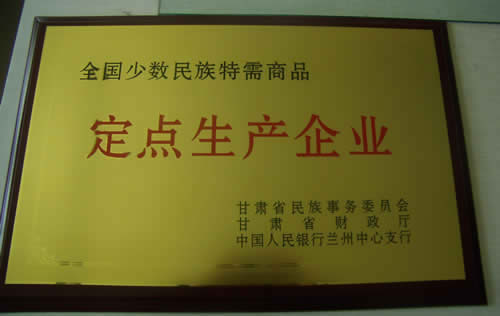 全国少数民族特需商品
定点生产企业
甘肃省民族事务委员会
甘肃省财政厅
中国人民银行兰州中心支行